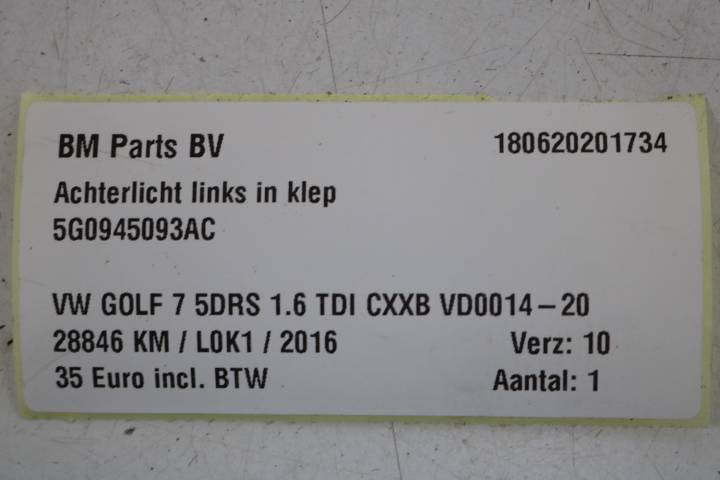 BM Parts BV 180620201734
Achterlicht links in klep
5G0945093AC
VW GOLF 7 5DRS 1.6 TDI CXXB VD0014-20
28846 KM / L0K1 / 2016 Verz: 10
35 Euro incl. BTW Aantal: 1